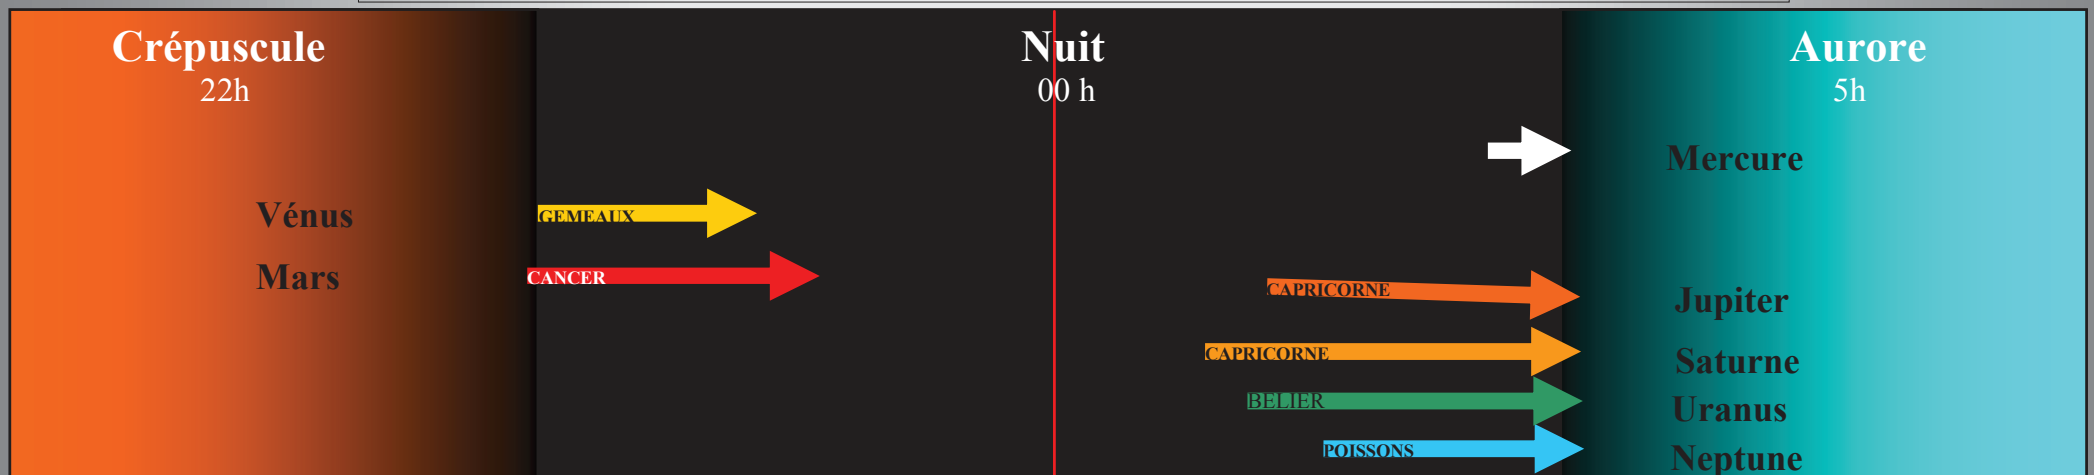 Crépuscule Nuit Aurore
22h 00 h 5h
Mercure
Vénus GEMEAUX
Mars CANCER
CAPRICORNE Jupiter
CAPRICORNE Saturne
BELIER Uranus
POISSONS Neptune